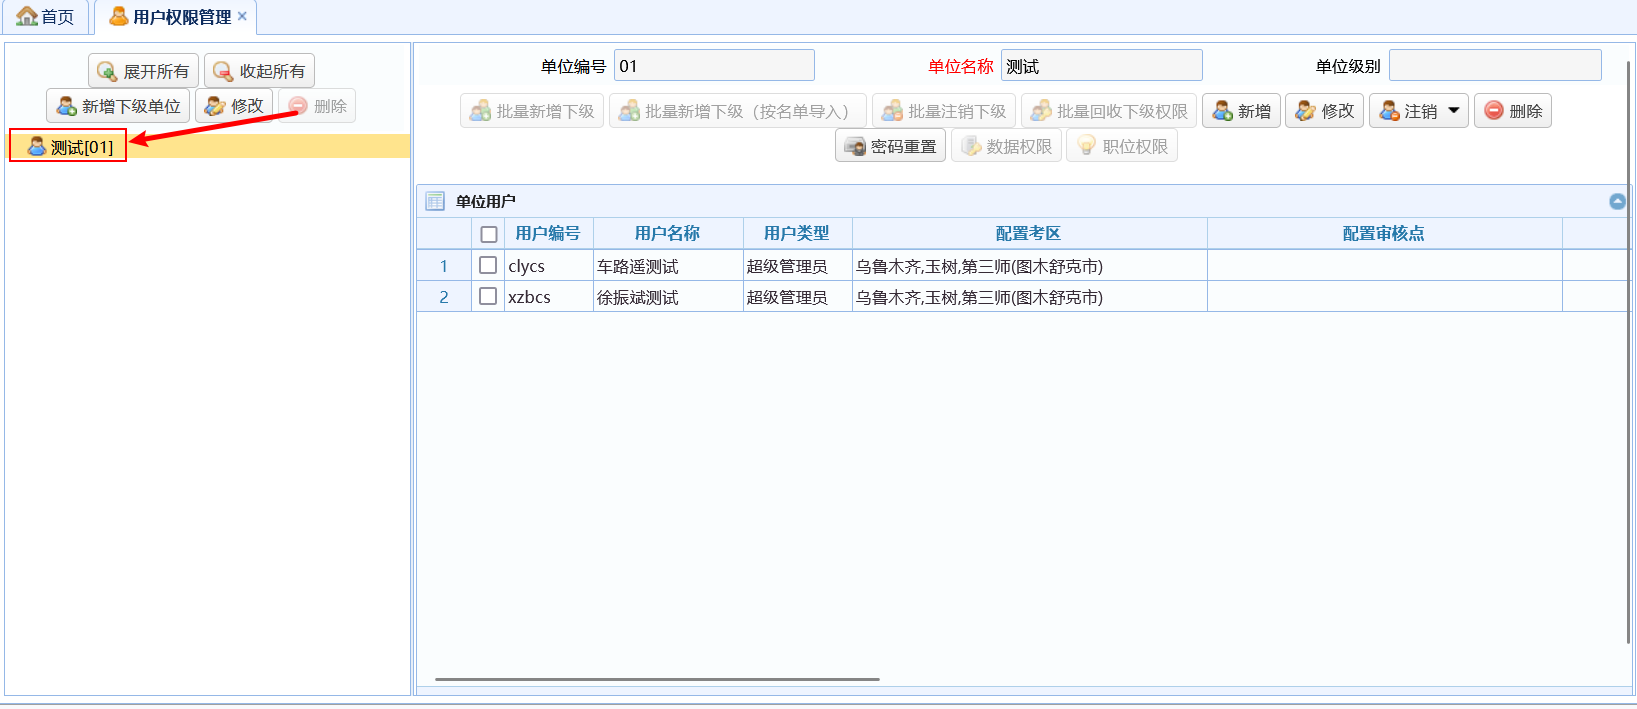 首页 用户权限管理
展开所有 收起所有
新增下级单位 修改 删除
测试[01]
单位编号 01 单位名称 测试 单位级别
批量新增下级 批量新增下级（按名单导入） 批量注销下级 批量回收下级权限 新增 修改 注销 删除
密码重置 数据权限 职位权限
单位用户
用户编号 用户名称 用户类型 配置考区 配置审核点
1 clycs 车路遥测试 超级管理员 乌鲁木齐,玉树,第三师(图木舒克市)
2 xzbcs 徐振斌测试 超级管理员 乌鲁木齐,玉树,第三师(图木舒克市)